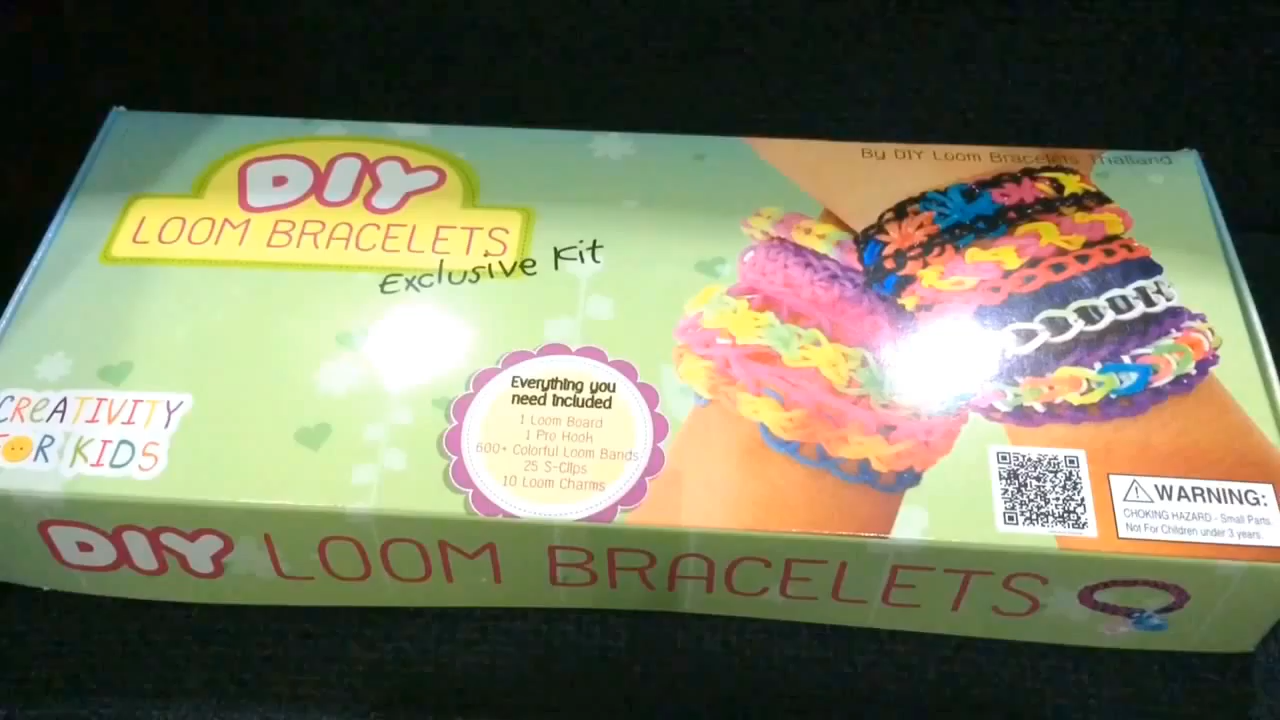 By DIY Loom Bracelets Thailand
DIY
LOOM BRACELETS
Exclusive Kit
Everything you
need Included
1 Loom Board
1 Pro Hook
600+ Colorful Loom Bands
25 S-Clips
10 Loom Charms
CREATIVITY
FOR KIDS
WARNING:
CHOKING HAZARD - Small Parts
Not For Children under 3 years.
DIY LOOM BRACELETS